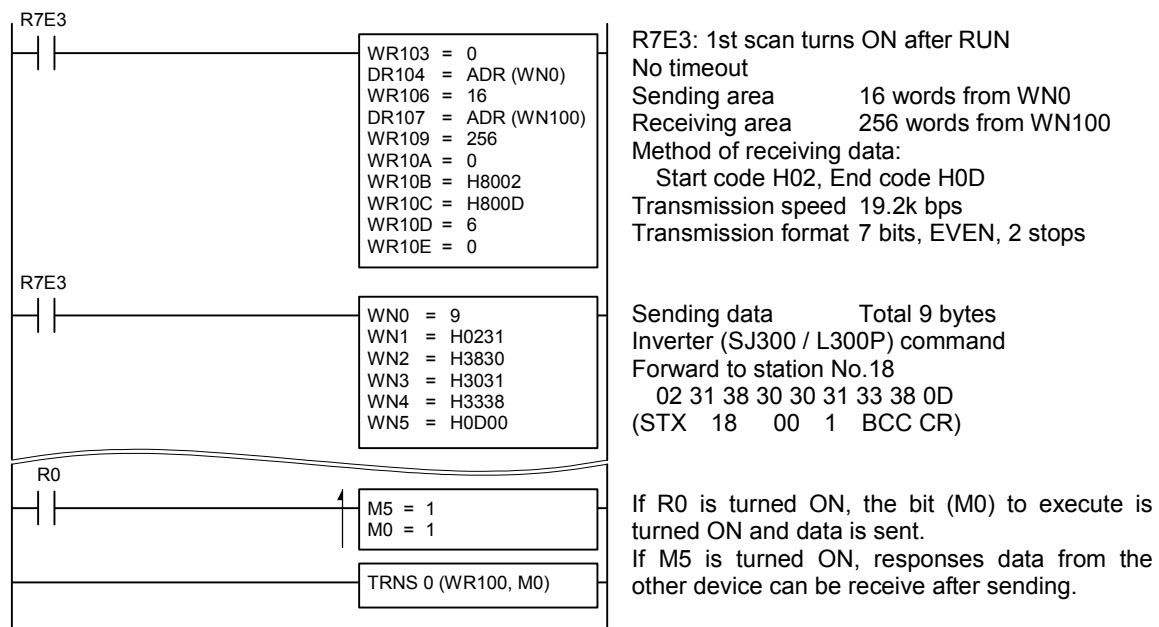 R7E3
WR103 = 0
DR104 = ADR (WN0)
WR106 = 16
DR107 = ADR (WN100)
WR109 = 256
WR10A = 0
WR10B = H8002
WR10C = H800D
WR10D = 6
WR10E = 0
R7E3: 1st scan turns ON after RUN
No timeout
Sending area 16 words from WN0
Receiving area 256 words from WN100
Method of receiving data:
Start code H02, End code H0D
Transmission speed 19.2k bps
Transmission format 7 bits, EVEN, 2 stops
R7E3
WN0 = 9
WN1 = H0231
WN2 = H3830
WN3 = H3031
WN4 = H3338
WN5 = H0D00
Sending data Total 9 bytes
Inverter (SJ300 / L300P) command
Forward to station No.18
02 31 38 30 30 31 33 38 0D
(STX 18 00 1 BCC CR)
R0
M5 = 1
M0 = 1
TRNS 0 (WR100, M0)
If R0 is turned ON, the bit (M0) to execute is
turned ON and data is sent.
If M5 is turned ON, responses data from the
other device can be receive after sending.